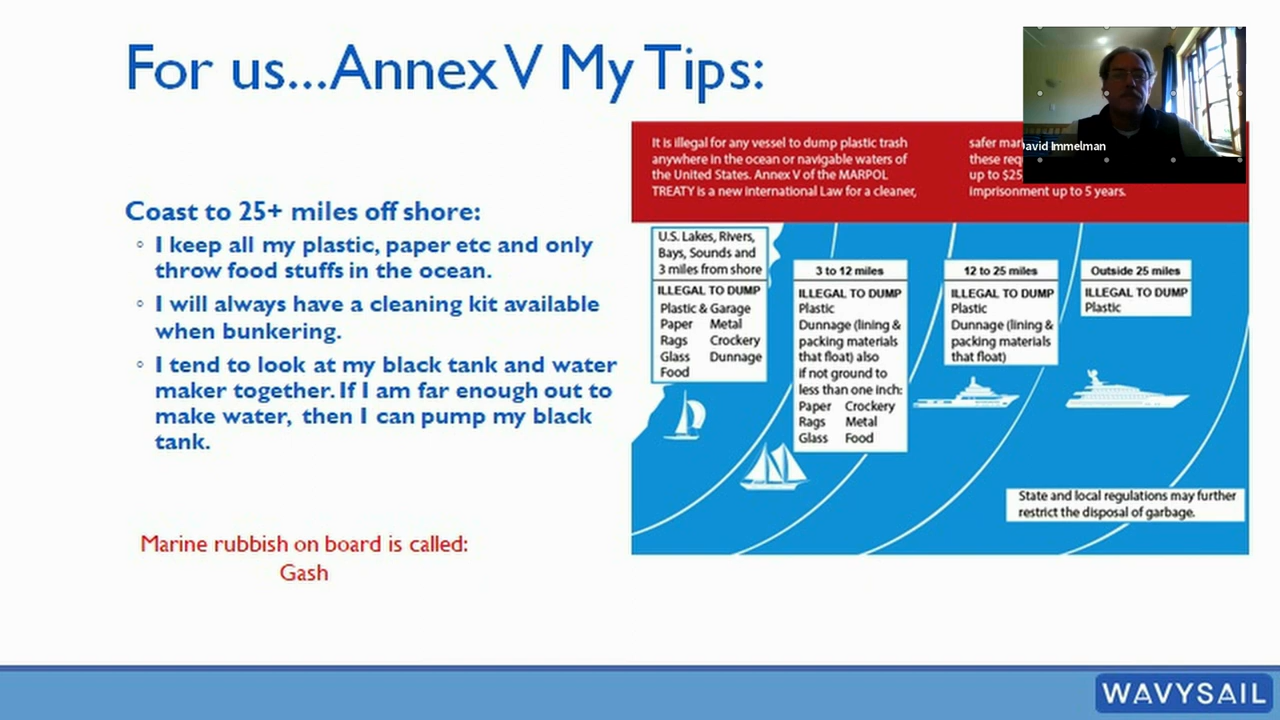 For us...Annex V My Tips:
David Immelman
It is illegal for any vessel to dump plastic trash
anywhere in the ocean or navigable waters of
the United States. Annex V of the MARPOL
TREATY is a new international Law for a cleaner,
safer
these
up to $25
imprisonment up to 5 years.
Coast to 25+ miles off shore:
◦ I keep all my plastic, paper etc and only
throw food stuffs in the ocean.
◦ I will always have a cleaning kit available
when bunkering.
◦ I tend to look at my black tank and water
maker together. If I am far enough out to
make water, then I can pump my black
tank.
Marine rubbish on board is called:
Gash
U.S. Lakes, Rivers,
Bays, Sounds and
3 miles from shore
ILLEGAL TO DUMP
Plastic & Garage
Paper Metal
Rags Crockery
Glass Dunnage
Food
3 to 12 miles
ILLEGAL TO DUMP
Plastic
Dunnage (lining &
packing materials
that float) also
if not ground to
less than one inch:
Paper Crockery
Rags Metal
Glass Food
12 to 25 miles
ILLEGAL TO DUMP
Plastic
Dunnage (lining &
packing materials
that float)
Outside 25 miles
ILLEGAL TO DUMP
Plastic
State and local regulations may further
restrict the disposal of garbage.
WAVYSAIL